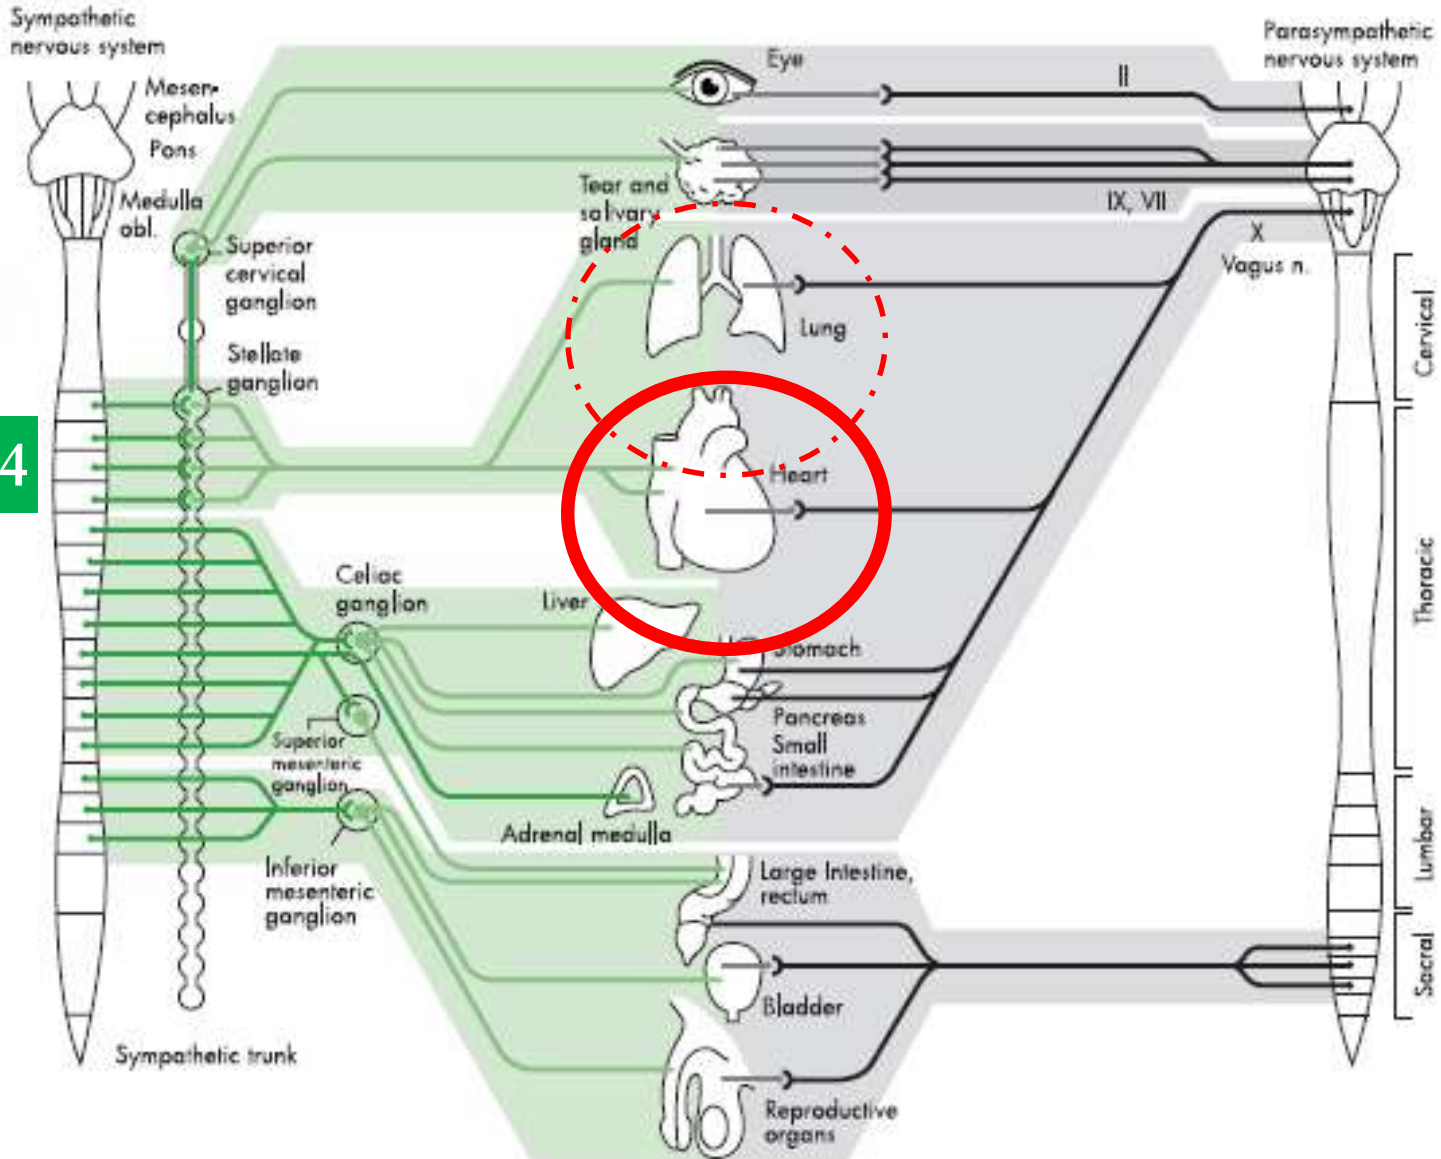 Sympathetic
nervous system
Mesen-
cephalus
Pons
Medulla
obl.
Superior
cervical
ganglion
Stellate
ganglion
4
Celiac
ganglion
Superior
mesenteric
ganglion
Inferior
mesenteric
ganglion
Sympathetic trunk
Eye
Tear and
salivary
gland
Lung
Heart
Liver
Stomach
Pancreas
Small
intestine
Adrenal medulla
Large Intestine,
rectum
Bladder
Reproductive
organs
Parasympathetic
nervous system
II
IX, VII
X
Vagus n.
Cervical
Thoracic
Lumbar
Sacral